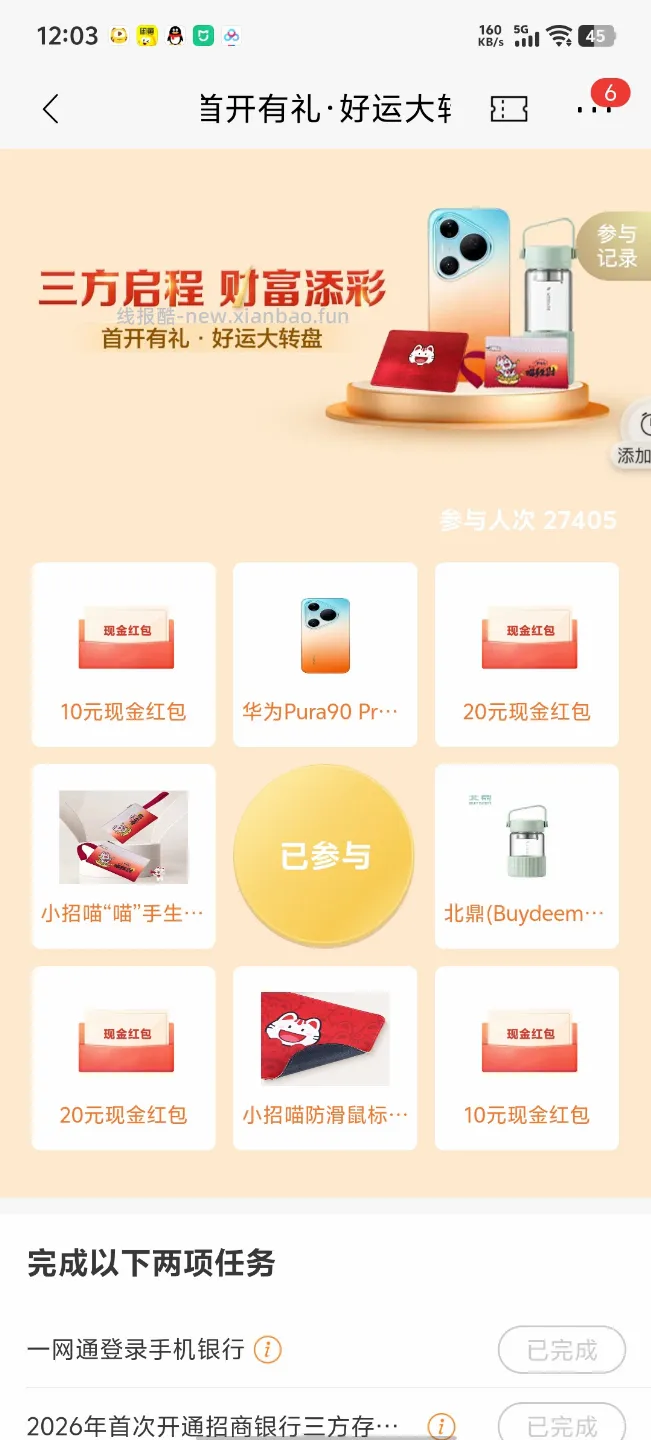 12:03
160 KB/s 5G 45
首开有礼·好运大转
6
参与
记录
三方启程 财富添彩
线报酷-new.xianbao.fun
首开有礼·好运大转盘
添加
参与人次 27405
现金红包
现金红包
10元现金红包
华为Pura90 Pr…
20元现金红包
已参与
小招喵“喵”手生…
北鼎(Buydeem…
现金红包
现金红包
20元现金红包
小招喵防滑鼠标…
10元现金红包
完成以下两项任务
一网通登录手机银行
已完成
2026年首次开通招商银行三方存…
已完成